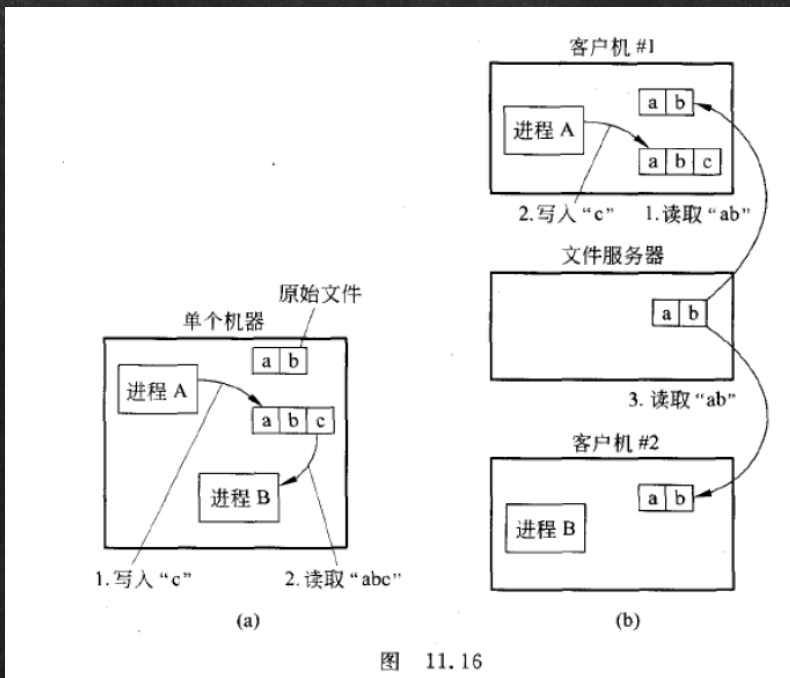 客户机 #1
a b
进程 A
a b c
2.写入“c”
1.读取“ab”
文件服务器
a b
3. 读取“ab”
客户机 #2
a b
进程 B
(b)
原始文件
单个机器
a b
进程 A
a b c
进程 B
1.写入“c”
2.读取“abc”
(a)
图 11.16